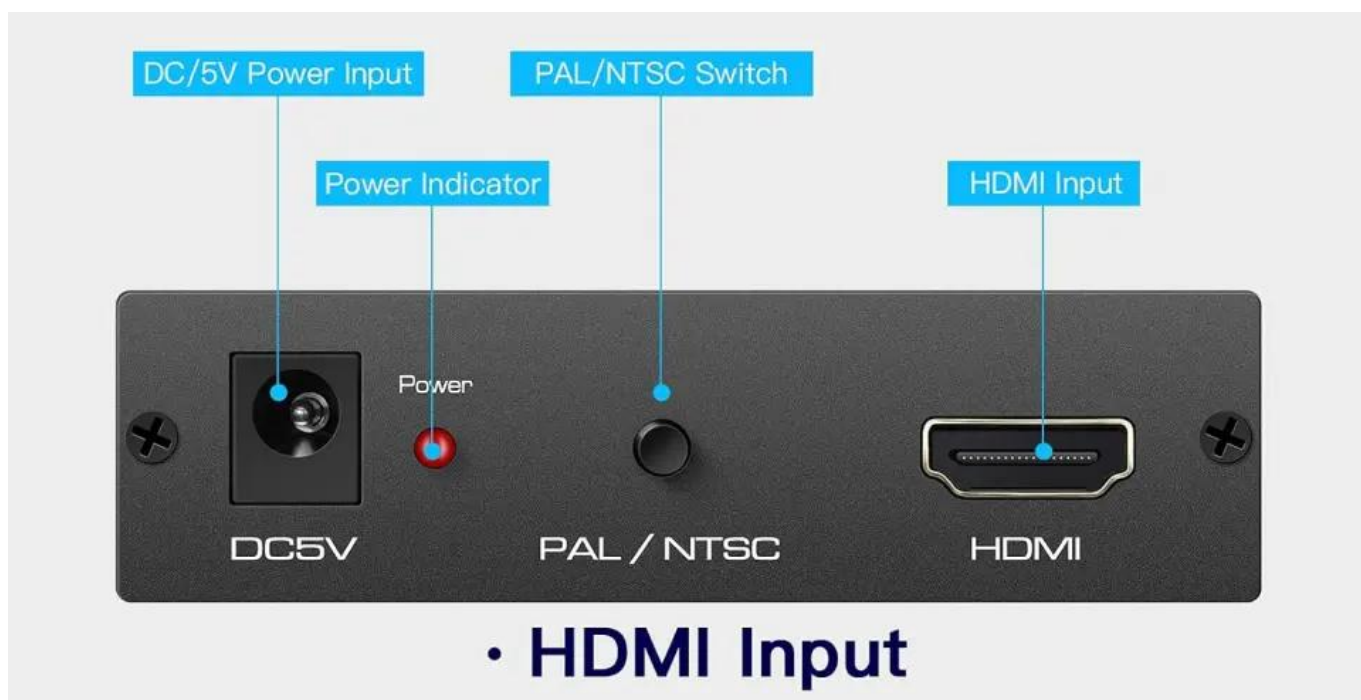 DC/5V Power Input
PAL/NTSC Switch
Power Indicator
HDMI Input
Power
DC5V
PAL / NTSC
HDMI
· HDMI Input